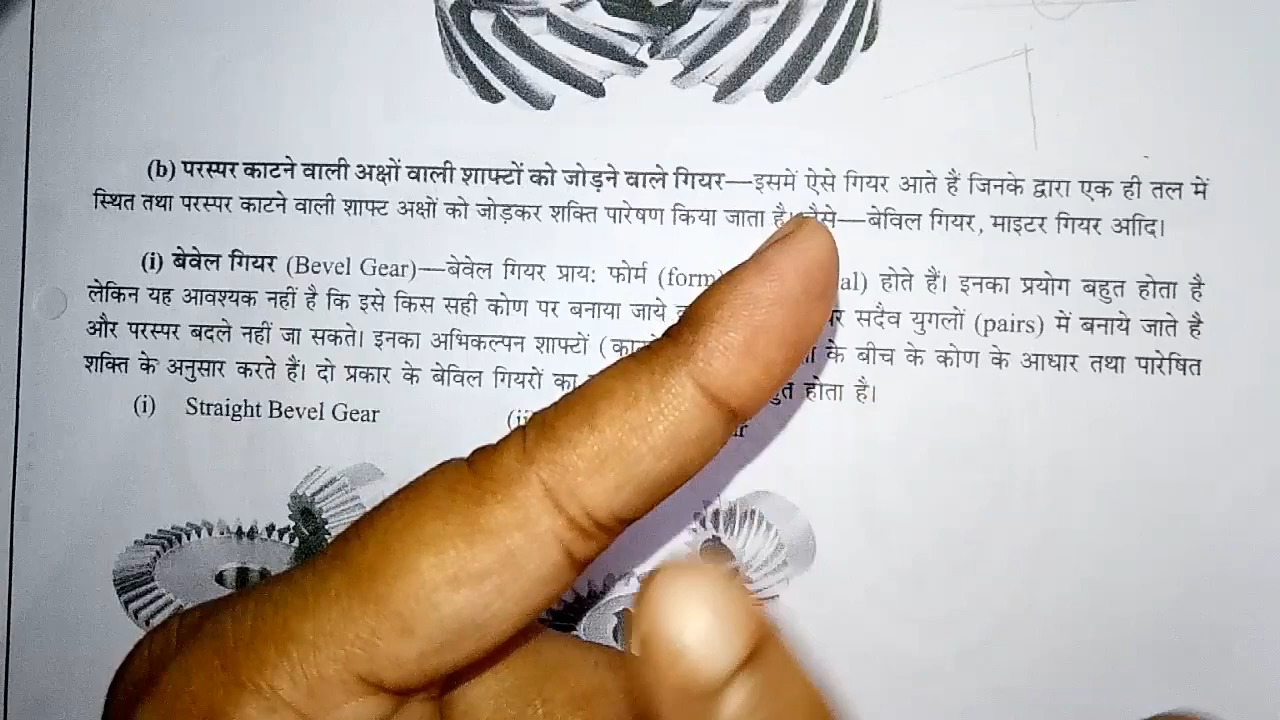 (b) परस्पर काटने वाली अक्षों वाली शाफ्टों को जोड़ने वाले गियर—इसमें ऐसे गियर आते हैं जिनके द्वारा एक ही तल में
स्थित तथा परस्पर काटने वाली शाफ्ट अक्षों को जोड़कर शक्ति पारेषण किया जाता है। जैसे—बेविल गियर, माइटर गियर आदि।
(i) बेवेल गियर (Bevel Gear)—बेवेल गियर प्राय: फोर्म (form) होते हैं। इनका प्रयोग बहुत होता है
लेकिन यह आवश्यक नहीं है कि इसे किस सही कोण पर बनाया जाये सदैव युगलों (pairs) में बनाये जाते है
और परस्पर बदले नहीं जा सकते। इनका अभिकल्पन शाफ्टों के बीच के कोण के आधार तथा पारेषित
शक्ति के अनुसार करते हैं। दो प्रकार के बेविल गियरों का होता है।
(i) Straight Bevel Gear